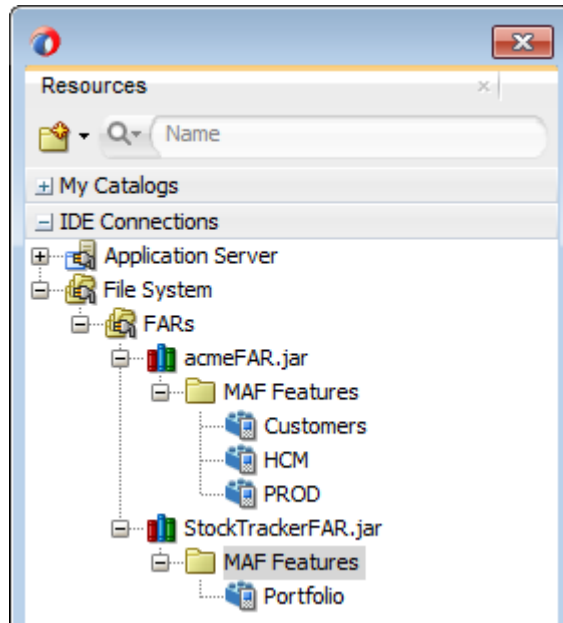 Resources
Name
My Catalogs
IDE Connections
Application Server
File System
FARs
acmeFAR.jar
MAF Features
Customers
HCM
PROD
StockTrackerFAR.jar
MAF Features
Portfolio